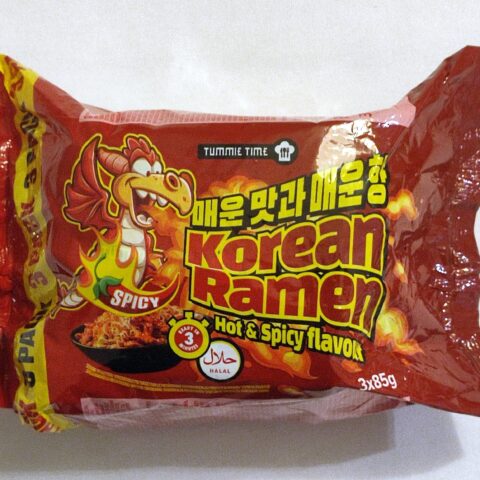 TUMMIE TIME
매운 맛과 매운 향
Korean
Ramen
Hot & Spicy flavour
SPICY
READY IN
3
MINUTES
حلال
HALAL
3x85g
3 PACK